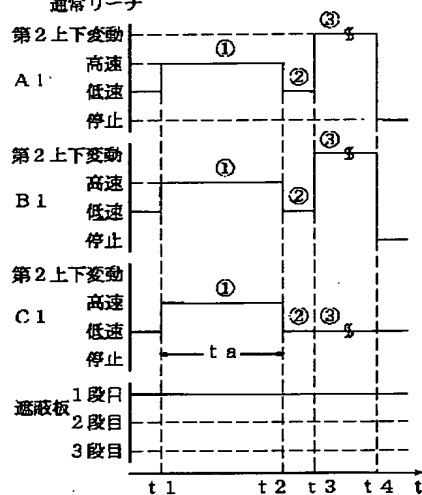 通常リーチ
第2上下変動 ③
高速 ①
A1
低速 ②
停止
第2上下変動 ③
高速 ①
B1
低速 ②
停止
第2上下変動
高速 ①
C1
低速 ② ③
停止 ta
1段目
遮蔽板 2段目
3段目
t1 t2 t3 t4 t